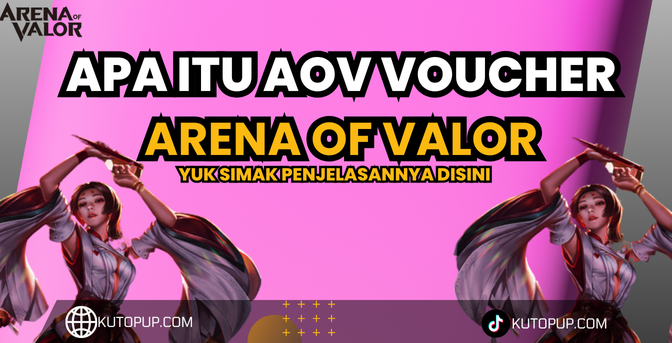 ARENA OF
VALOR
APA ITU AOV VOUCHER
ARENA OF VALOR
YUK SIMAK PENJELASANNYA DISINI
KUTOPUP.COM
KUTOPUP.COM